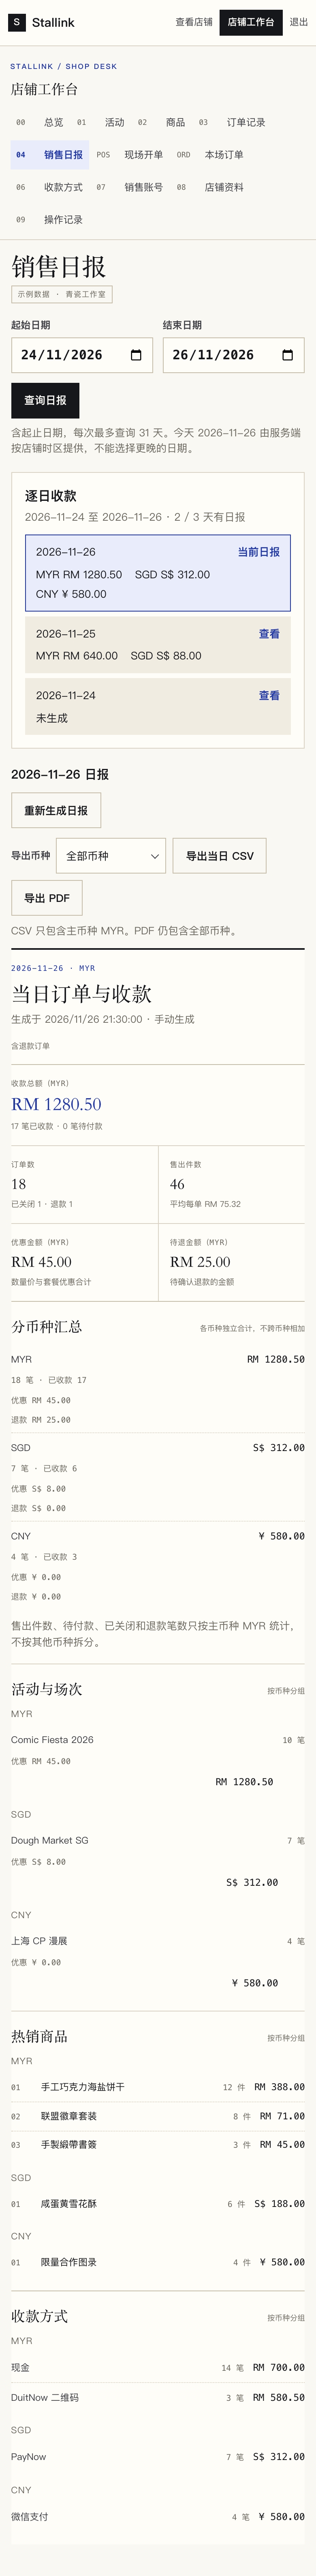 S Stallink 查看店铺 店铺工作台 退出
STALLINK / SHOP DESK
店铺工作台
00 总览 01 活动 02 商品 03 订单记录
04 销售日报 POS 现场开单 ORD 本场订单
06 收款方式 07 销售账号 08 店铺资料
09 操作记录
销售日报
示例数据 · 青瓷工作室
起始日期 结束日期
24/11/2026 26/11/2026
查询日报
含起止日期，每次最多查询 31 天。今天 2026-11-26 由服务端
按店铺时区提供，不能选择更晚的日期。
逐日收款
2026-11-24 至 2026-11-26 · 2 / 3 天有日报
2026-11-26 当前日报
MYR RM 1280.50 SGD S$ 312.00
CNY ¥ 580.00
2026-11-25 查看
MYR RM 640.00 SGD S$ 88.00
2026-11-24 查看
未生成
2026-11-26 日报
重新生成日报
导出币种 全部币种 导出当日 CSV
导出 PDF
CSV 只包含主币种 MYR。PDF 仍包含全部币种。
2026-11-26 · MYR
当日订单与收款
生成于 2026/11/26 21:30:00 · 手动生成
含退款订单
收款总额 (MYR)
RM 1280.50
17 笔已收款 · 0 笔待付款
订单数 售出件数
18 46
已关闭 1 · 退款 1 平均每单 RM 75.32
优惠金额 (MYR) 待退金额 (MYR)
RM 45.00 RM 25.00
数量价与套餐优惠合计 待确认退款的金额
分币种汇总 各币种独立合计，不跨币种相加
MYR RM 1280.50
18 笔 · 已收款 17
优惠 RM 45.00
退款 RM 25.00
SGD S$ 312.00
7 笔 · 已收款 6
优惠 S$ 8.00
退款 S$ 0.00
CNY ¥ 580.00
4 笔 · 已收款 3
优惠 ¥ 0.00
退款 ¥ 0.00
售出件数、待付款、已关闭和退款笔数只按主币种 MYR 统计，
不按其他币种拆分。
活动与场次 按币种分组
MYR
Comic Fiesta 2026 10 笔
优惠 RM 45.00
RM 1280.50
SGD
Dough Market SG 7 笔
优惠 S$ 8.00
S$ 312.00
CNY
上海 CP 漫展 4 笔
优惠 ¥ 0.00
¥ 580.00
热销商品 按币种分组
MYR
01 手工巧克力海盐饼干 12 件 RM 388.00
02 联盟徽章套装 8 件 RM 71.00
03 手製緞帶書簽 3 件 RM 45.00
SGD
01 咸蛋黄雪花酥 6 件 S$ 188.00
CNY
01 限量合作图录 4 件 ¥ 580.00
收款方式 按币种分组
MYR
现金 14 笔 RM 700.00
DuitNow 二维码 3 笔 RM 580.50
SGD
PayNow 7 笔 S$ 312.00
CNY
微信支付 4 笔 ¥ 580.00